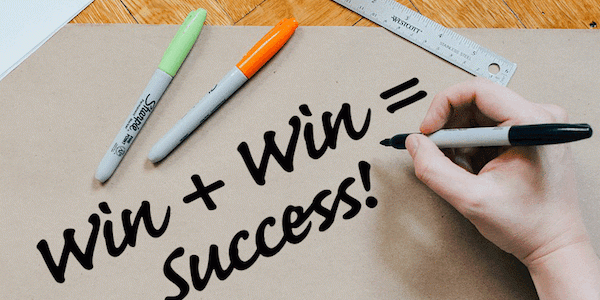 Win + Win =
Success!
Sharpie
WESTCOTT